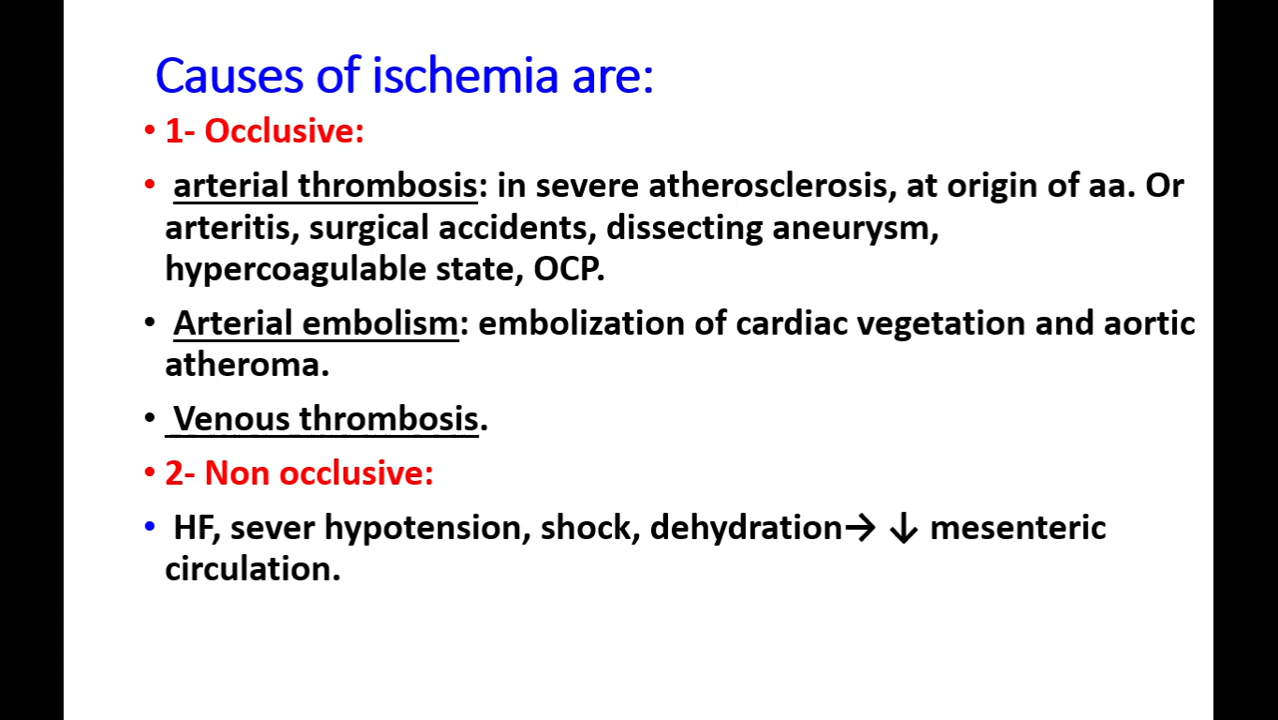 Causes of ischemia are:
• 1- Occlusive:
• arterial thrombosis: in severe atherosclerosis, at origin of aa. Or
arteritis, surgical accidents, dissecting aneurysm,
hypercoagulable state, OCP.
• Arterial embolism: embolization of cardiac vegetation and aortic
atheroma.
• Venous thrombosis.
• 2- Non occlusive:
• HF, sever hypotension, shock, dehydration→ ↓ mesenteric
circulation.